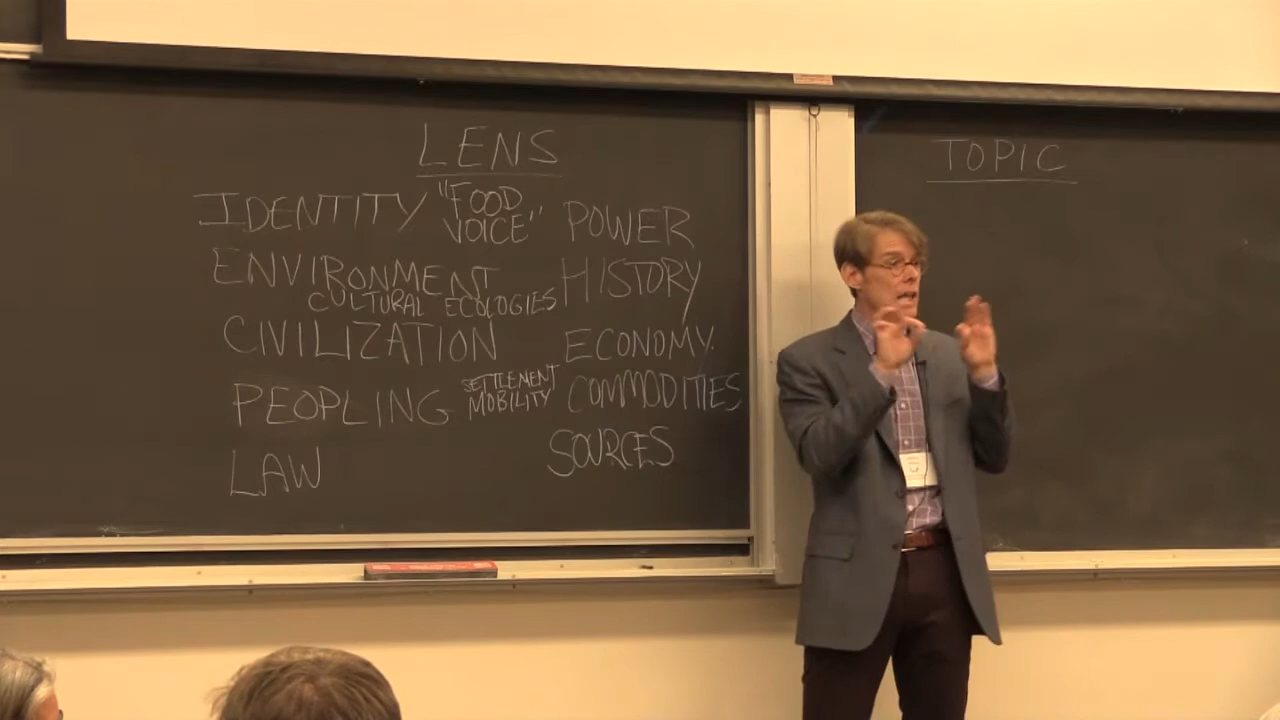 LENS
IDENTITY "FOOD VOICE" POWER
ENVIRONMENT HISTORY
CULTURAL ECOLOGIES
CIVILIZATION ECONOMY.
PEOPLING SETTLEMENT MOBILITY COMMODITIES
LAW SOURCES
TOPIC